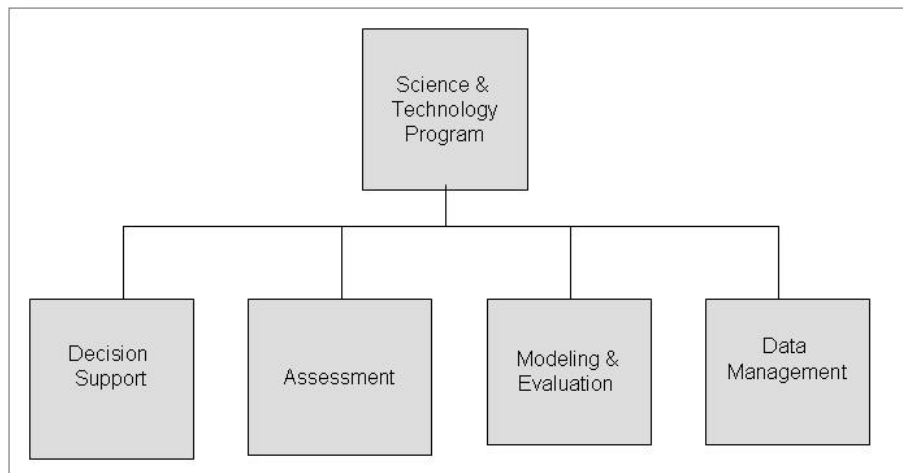 Science &
Technology
Program
Decision
Support
Assessment
Modeling &
Evaluation
Data
Management